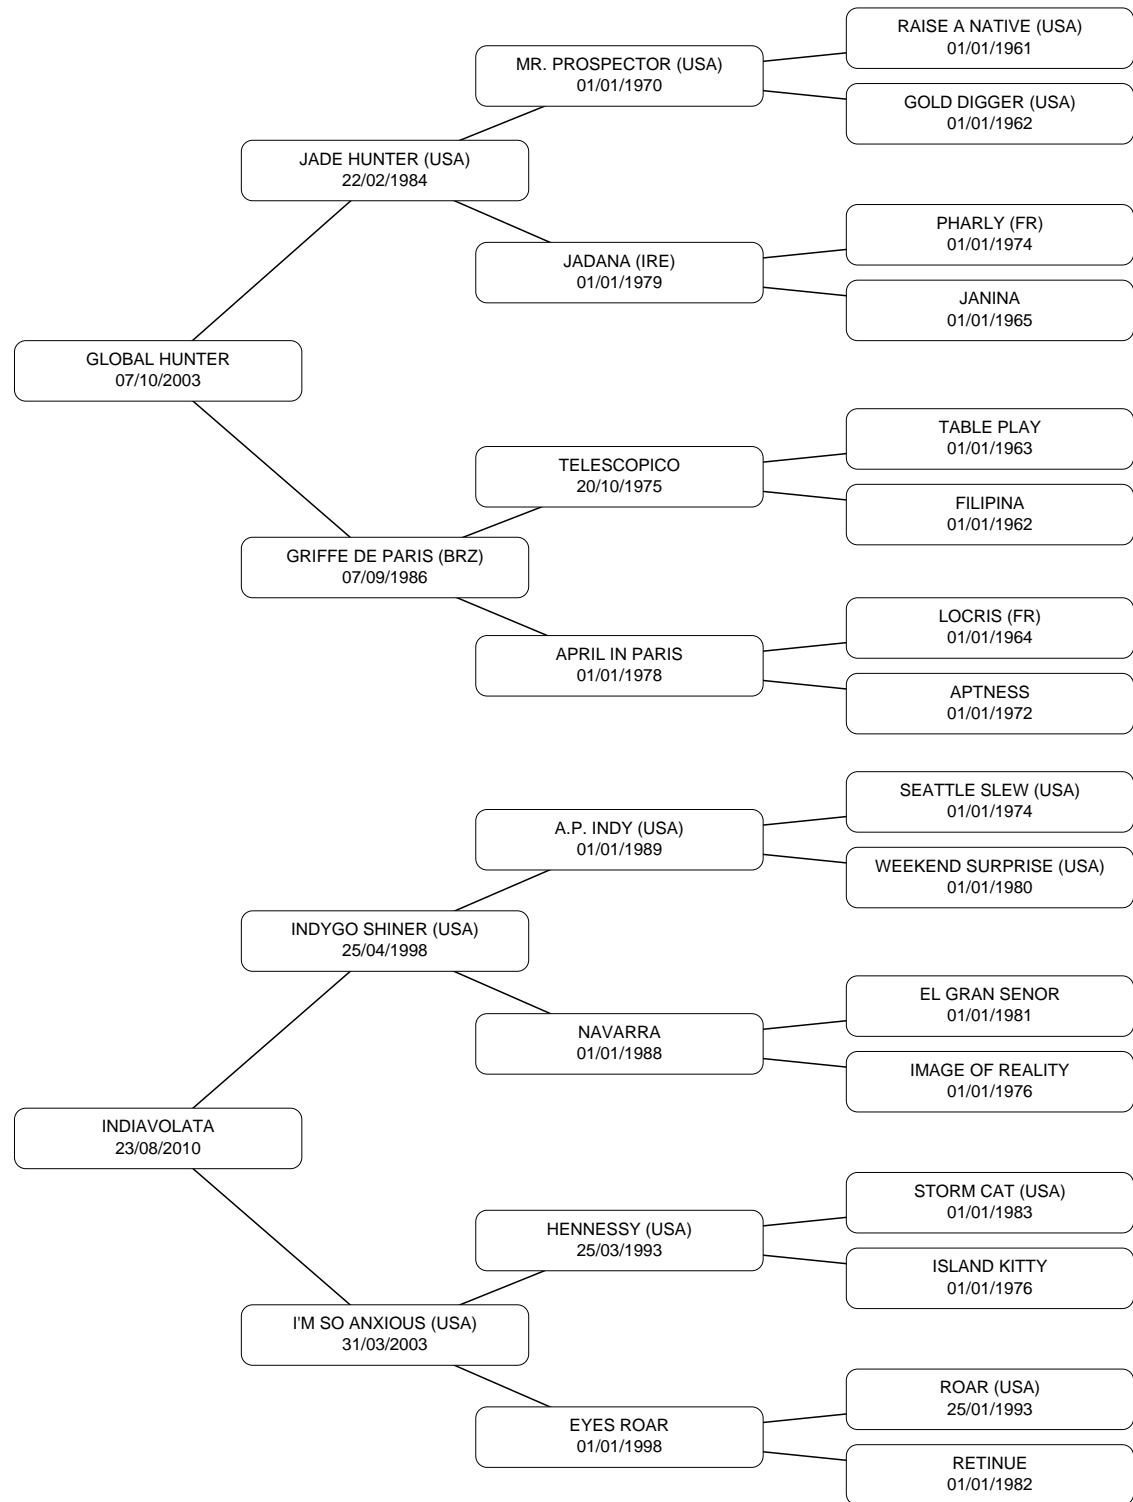 RAISE A NATIVE (USA)
01/01/1961
MR. PROSPECTOR (USA)
01/01/1970
GOLD DIGGER (USA)
01/01/1962
JADE HUNTER (USA)
22/02/1984
PHARLY (FR)
01/01/1974
JADANA (IRE)
01/01/1979
JANINA
01/01/1965
GLOBAL HUNTER
07/10/2003
TABLE PLAY
01/01/1963
TELESCOPICO
20/10/1975
FILIPINA
01/01/1962
GRIFFE DE PARIS (BRZ)
07/09/1986
LOCRIS (FR)
01/01/1964
APRIL IN PARIS
01/01/1978
APTNESS
01/01/1972
SEATTLE SLEW (USA)
01/01/1974
A.P. INDY (USA)
01/01/1989
WEEKEND SURPRISE (USA)
01/01/1980
INDYGO SHINER (USA)
25/04/1998
EL GRAN SENOR
01/01/1981
NAVARRA
01/01/1988
IMAGE OF REALITY
01/01/1976
INDIAVOLATA
23/08/2010
STORM CAT (USA)
01/01/1983
HENNESSY (USA)
25/03/1993
ISLAND KITTY
01/01/1976
I'M SO ANXIOUS (USA)
31/03/2003
ROAR (USA)
25/01/1993
EYES ROAR
01/01/1998
RETINUE
01/01/1982